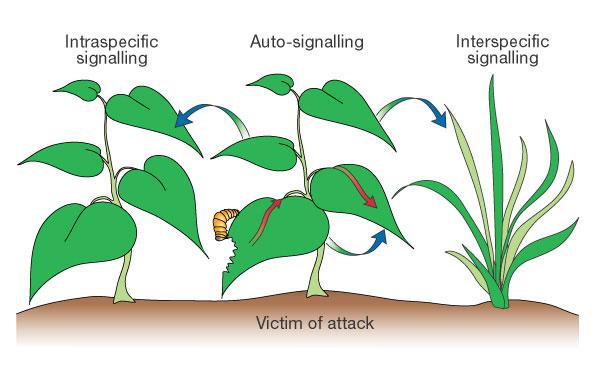 Intraspecific
signalling
Auto-signalling
Interspecific
signalling
Victim of attack